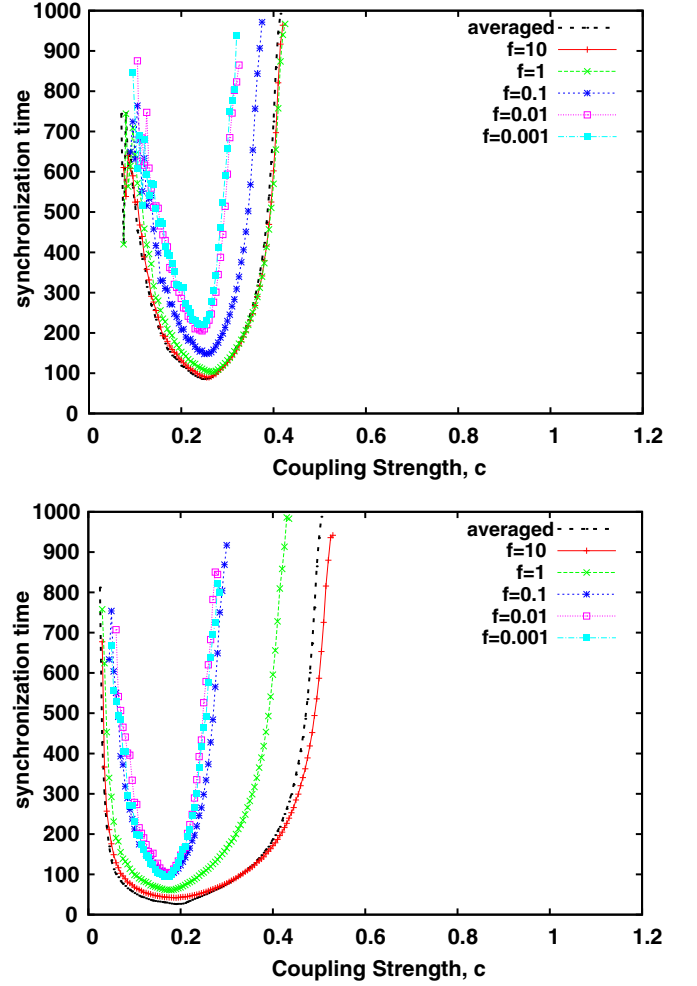 1000
900
800
700
600
500
400
300
200
100
0
synchronization time
averaged
f=10
f=1
f=0.1
f=0.01
f=0.001
0 0.2 0.4 0.6 0.8 1 1.2
Coupling Strength, c
1000
900
800
700
600
500
400
300
200
100
0
synchronization time
averaged
f=10
f=1
f=0.1
f=0.01
f=0.001
0 0.2 0.4 0.6 0.8 1 1.2
Coupling Strength, c